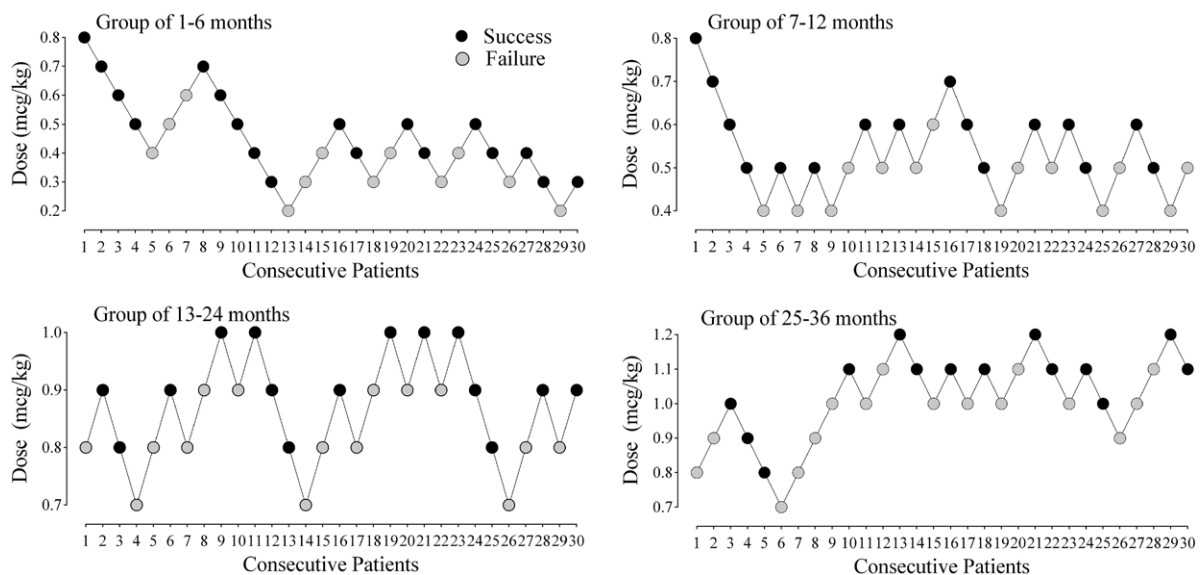 Group of 1-6 months
Success
Failure
Dose (mcg/kg)
0.8
0.7
0.6
0.5
0.4
0.3
0.2
1 2 3 4 5 6 7 8 9 10 11 12 13 14 15 16 17 18 19 20 21 22 23 24 25 26 27 28 29 30
Consecutive Patients
Group of 7-12 months
Dose (mcg/kg)
0.8
0.7
0.6
0.5
0.4
1 2 3 4 5 6 7 8 9 10 11 12 13 14 15 16 17 18 19 20 21 22 23 24 25 26 27 28 29 30
Consecutive Patients
Group of 13-24 months
Dose (mcg/kg)
1.0
0.9
0.8
0.7
1 2 3 4 5 6 7 8 9 10 11 12 13 14 15 16 17 18 19 20 21 22 23 24 25 26 27 28 29 30
Consecutive Patients
Group of 25-36 months
Dose (mcg/kg)
1.2
1.1
1.0
0.9
0.8
0.7
1 2 3 4 5 6 7 8 9 10 11 12 13 14 15 16 17 18 19 20 21 22 23 24 25 26 27 28 29 30
Consecutive Patients